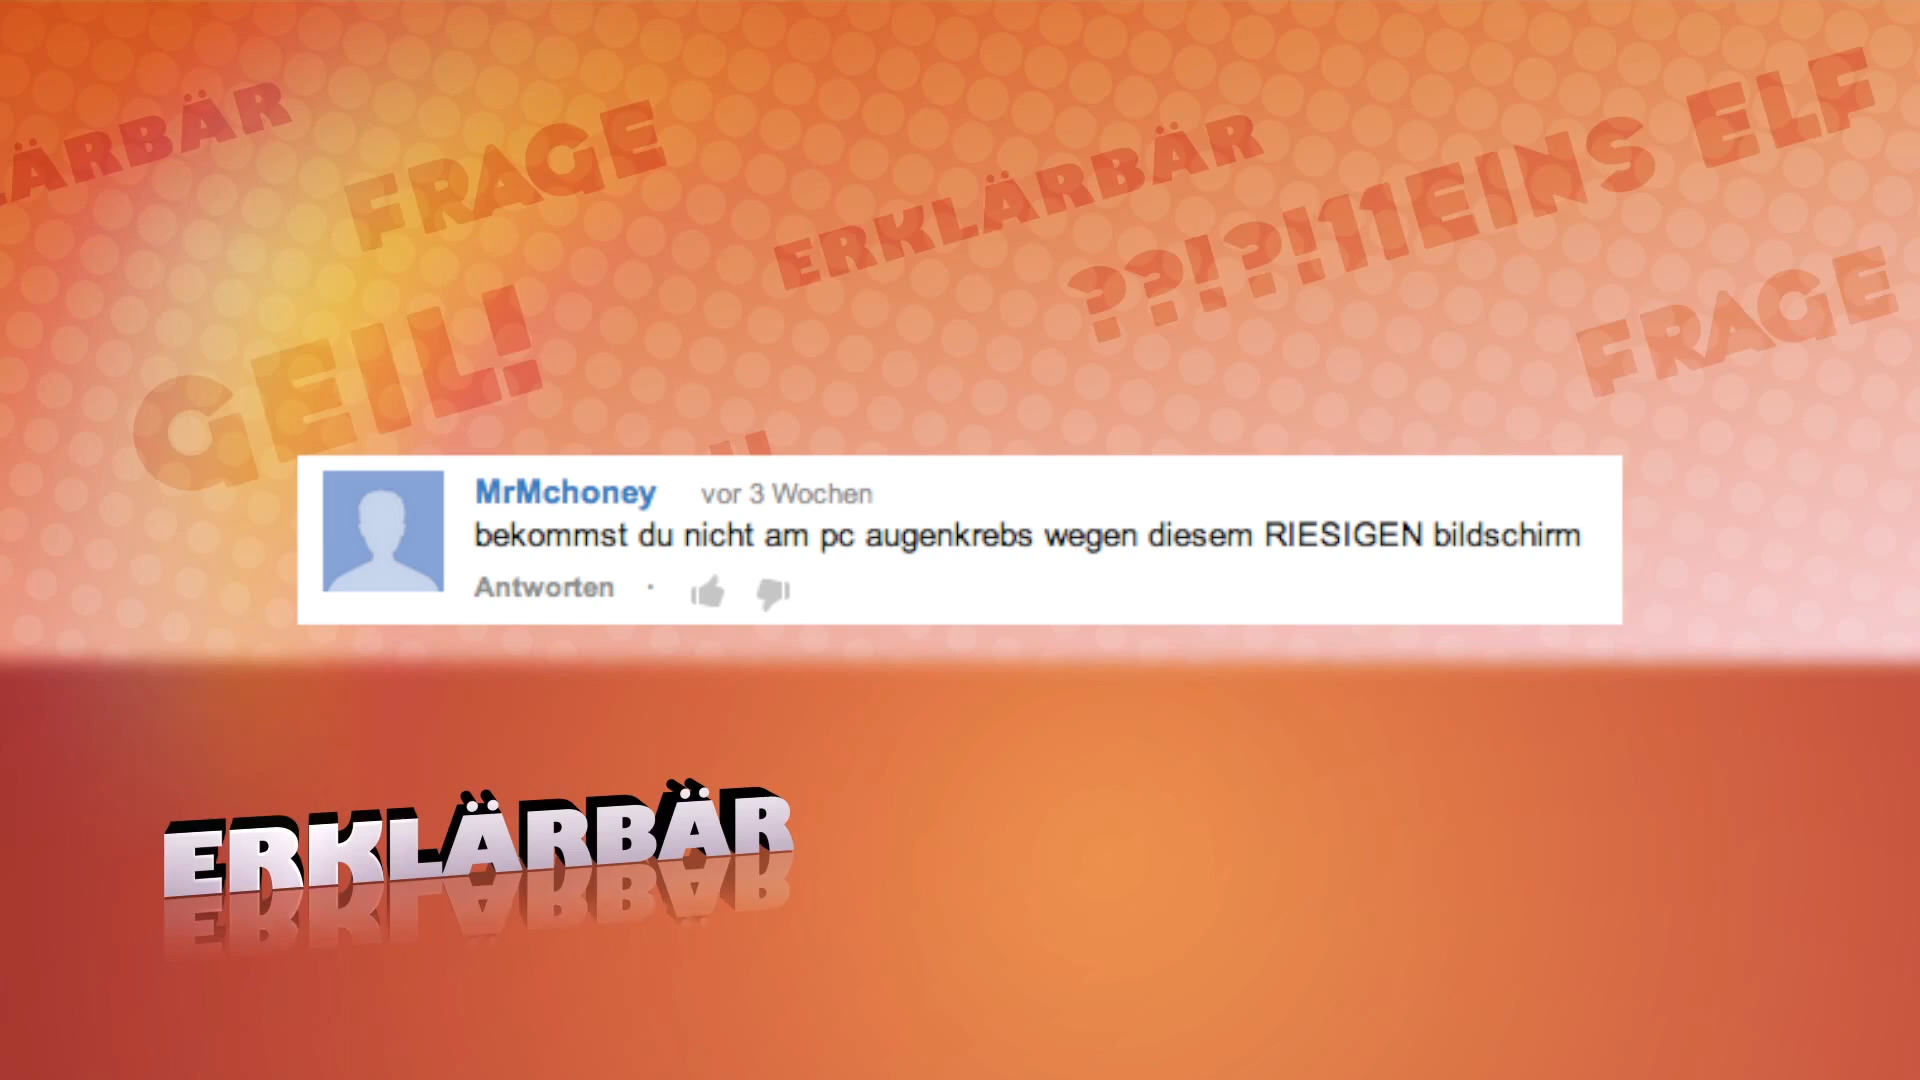 ÄRBÄR
FRAGE
ERKLÄRBÄR
??!?!11EINS ELF
FRAGE
GEIL!
MrMchoney vor 3 Wochen
bekommst du nicht am pc augenkrebs wegen diesem RIESIGEN bildschirm
Antworten ·
ERKLÄRBÄR